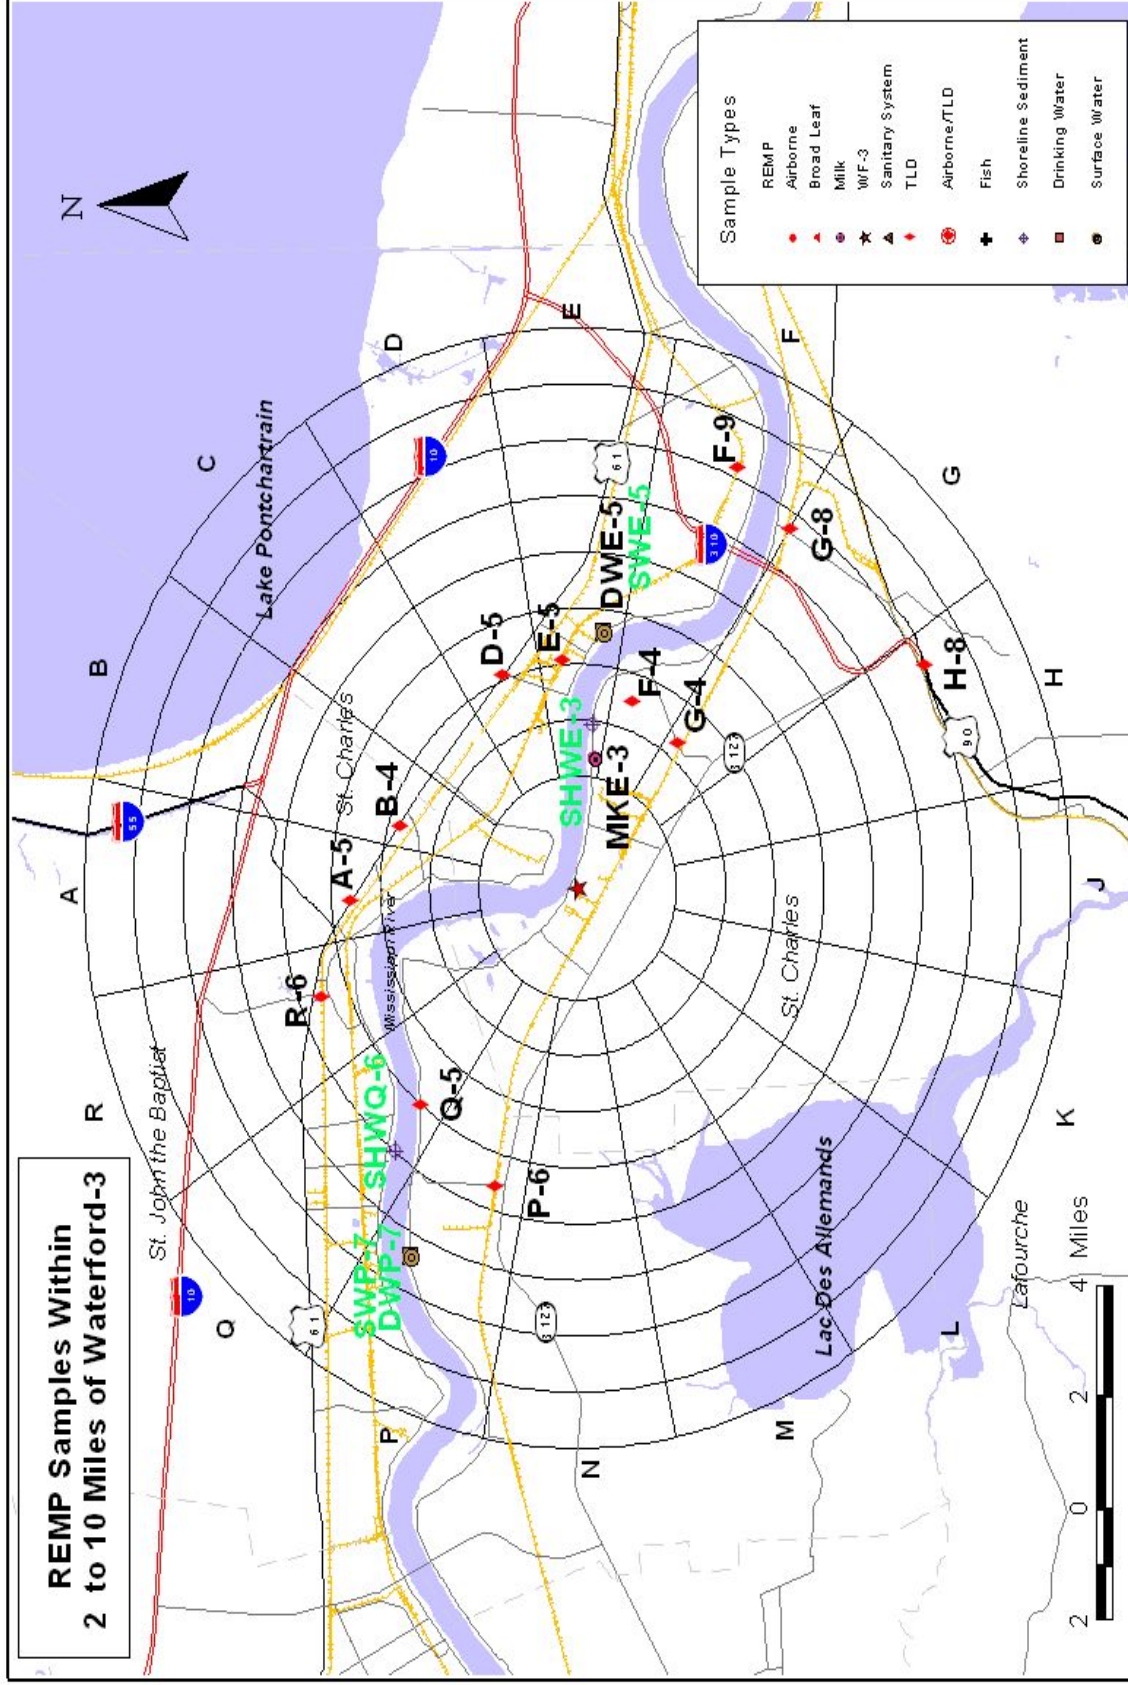 REMP Samples Within
2 to 10 Miles of Waterford-3
N
A
B
C
D
E
F
G
H
J
K
L
M
N
P
Q
R
Lake Pontchartrain
St. John the Baptist
St. Charles
Mississippi River
St. Charles
Lac Des Allemands
Lafourche
10
55
10
310
61
61
3127
3127
90
R-6
A-5
B-4
D-5
E-5
DWE-5
SWE-5
F-9
F-4
G-4
G-8
H-8
SHWE-3
MKE-3
SHWQ-6
Q-5
SWP-7
DWP-7
P-6
Sample Types
REMP
Airborne
Broad Leaf
Milk
WF-3
Sanitary System
TLD
Airborne/TLD
Fish
Shoreline Sediment
Drinking Water
Surface Water
2 0 2 4 Miles